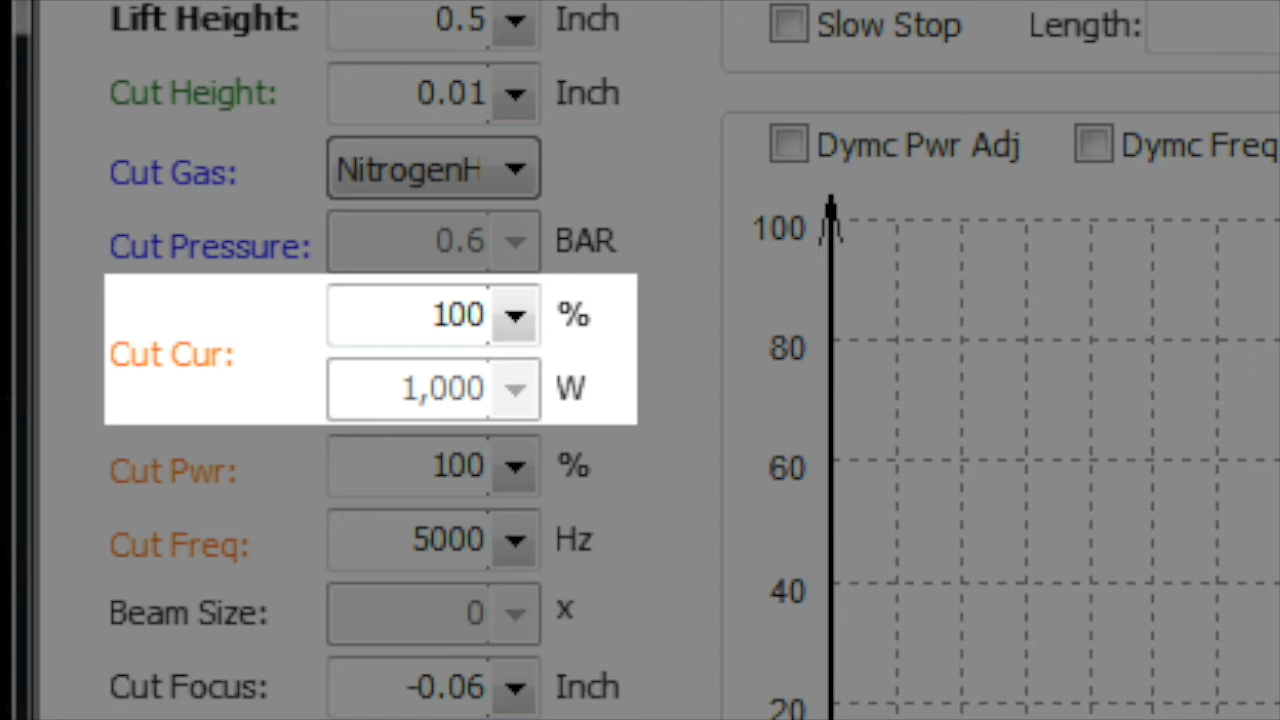 Lift Height: 0.5 Inch
Cut Height: 0.01 Inch
Cut Gas: NitrogenH
Cut Pressure: 0.6 BAR
Cut Cur: 100 %
1,000 W
Cut Pwr: 100 %
Cut Freq: 5000 Hz
Beam Size: 0 x
Cut Focus: -0.06 Inch
Slow Stop Length:
Dymc Pwr Adj Dymc Freq
100
80
60
40
20